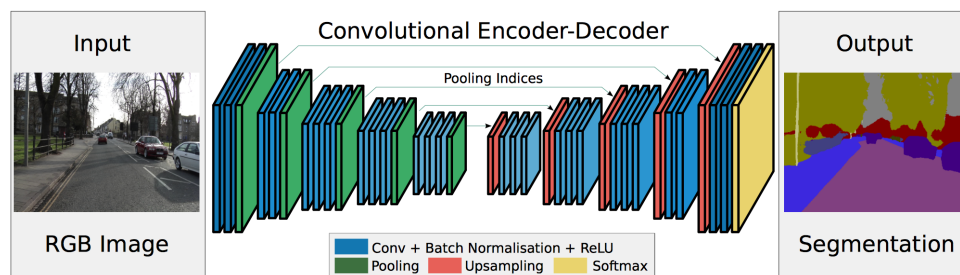 Convolutional Encoder-Decoder
Input
Output
Pooling Indices
RGB Image
Segmentation
Conv + Batch Normalisation + ReLU
Pooling
Upsampling
Softmax